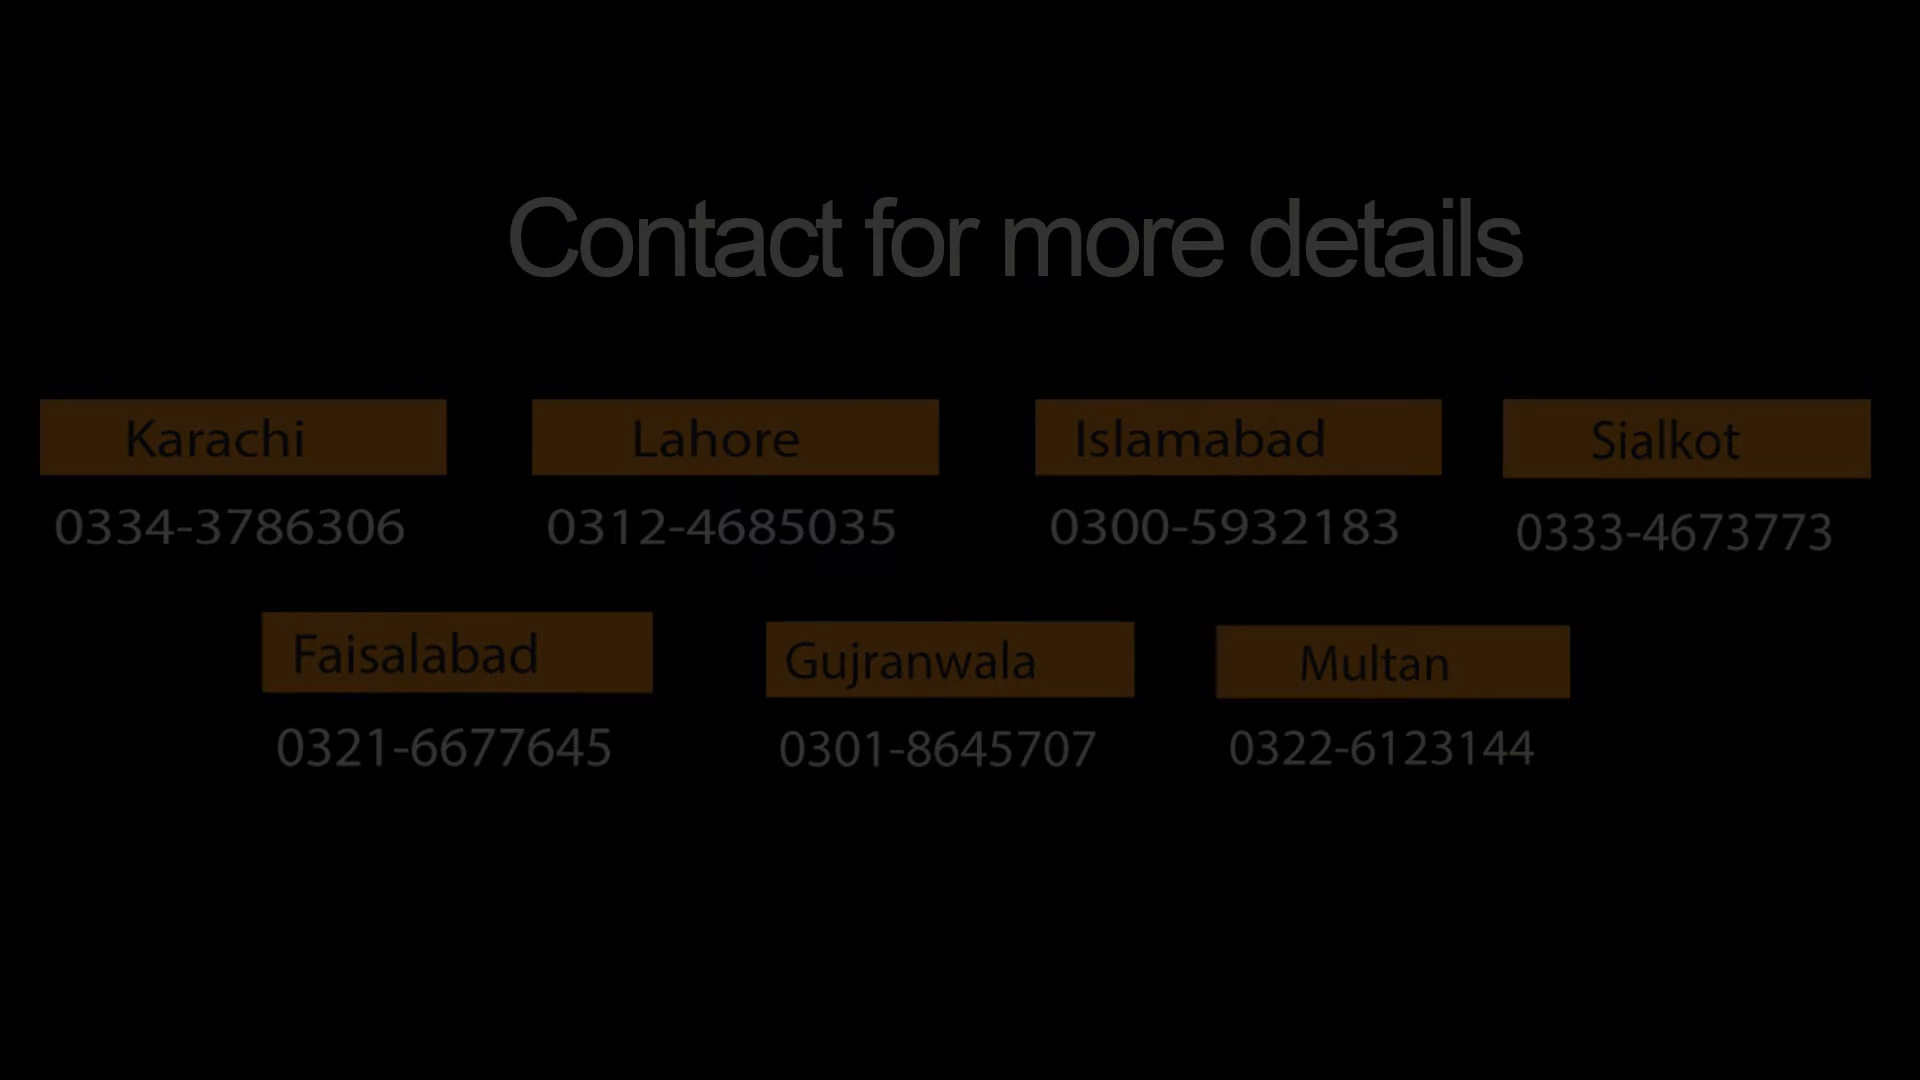 Contact for more details
Karachi Lahore Islamabad Sialkot
0334-3786306 0312-4685035 0300-5932183 0333-4673773
Faisalabad Gujranwala Multan
0321-6677645 0301-8645707 0322-6123144